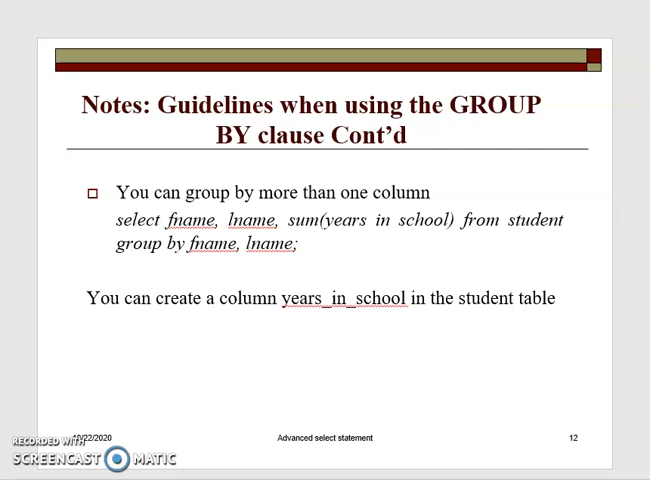 Notes: Guidelines when using the GROUP
BY clause Cont'd
You can group by more than one column
select fname, lname, sum(years in school) from student
group by fname, lname;
You can create a column years_in_school in the student table
10/22/2020
Advanced select statement
12
RECORDED WITH
SCREENCAST MATIC